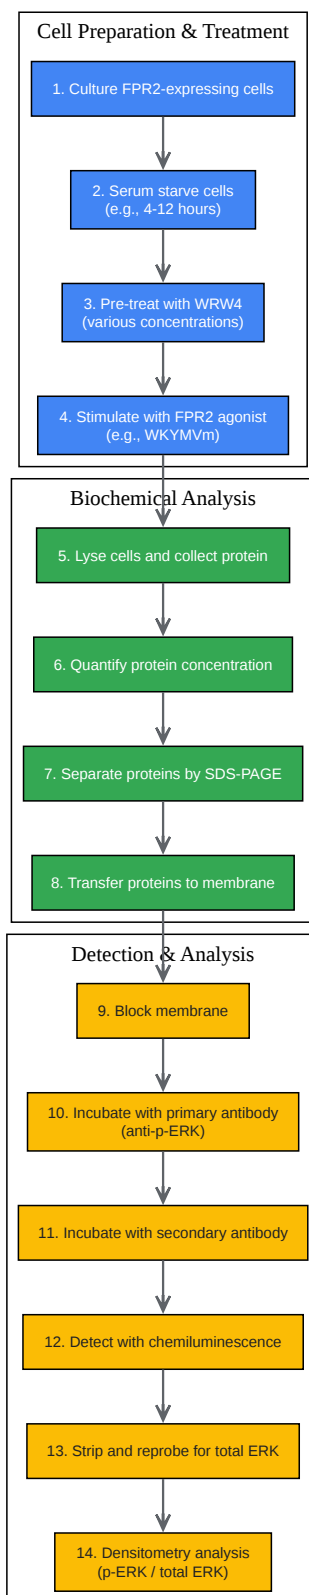 Cell Preparation & Treatment
1. Culture FPR2-expressing cells
2. Serum starve cells
(e.g., 4-12 hours)
3. Pre-treat with WRW4
(various concentrations)
4. Stimulate with FPR2 agonist
(e.g., WKYMVm)
Biochemical Analysis
5. Lyse cells and collect protein
6. Quantify protein concentration
7. Separate proteins by SDS-PAGE
8. Transfer proteins to membrane
Detection & Analysis
9. Block membrane
10. Incubate with primary antibody
(anti-p-ERK)
11. Incubate with secondary antibody
12. Detect with chemiluminescence
13. Strip and reprobe for total ERK
14. Densitometry analysis
(p-ERK / total ERK)